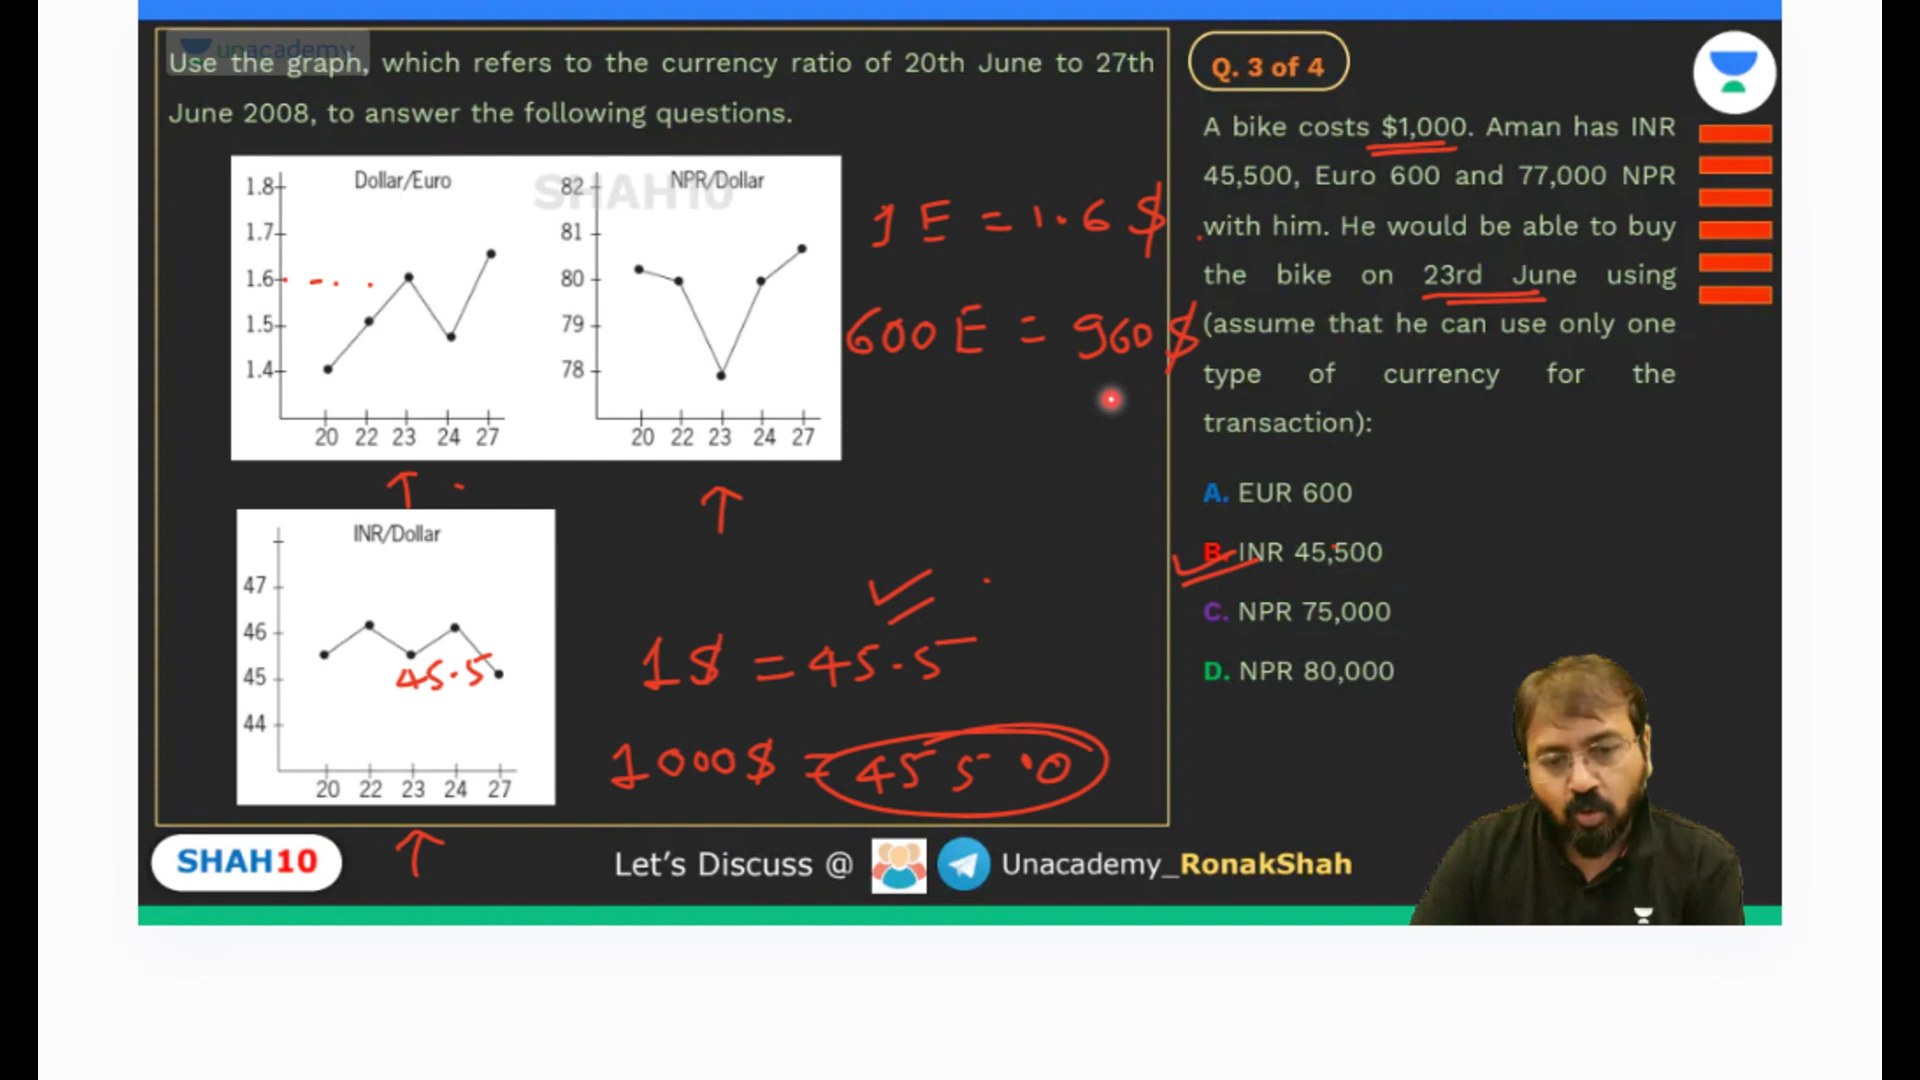 unacademy
Use the graph, which refers to the currency ratio of 20th June to 27th
June 2008, to answer the following questions.
Dollar/Euro
1.8
1.7
1.6
1.5
1.4
20 22 23 24 27
SHAH10
NPR/Dollar
82
81
80
79
78
20 22 23 24 27
1 E = 1.6 $
600 E = 960 $
INR/Dollar
47
46
45
44
45.5
20 22 23 24 27
1$ = 45.5
1000$ = 45500
Q. 3 of 4
A bike costs $1,000. Aman has INR
45,500, Euro 600 and 77,000 NPR
with him. He would be able to buy
the bike on 23rd June using
(assume that he can use only one
type of currency for the
transaction):
A. EUR 600
B. INR 45,500
C. NPR 75,000
D. NPR 80,000
SHAH10
Let's Discuss @
Unacademy_RonakShah